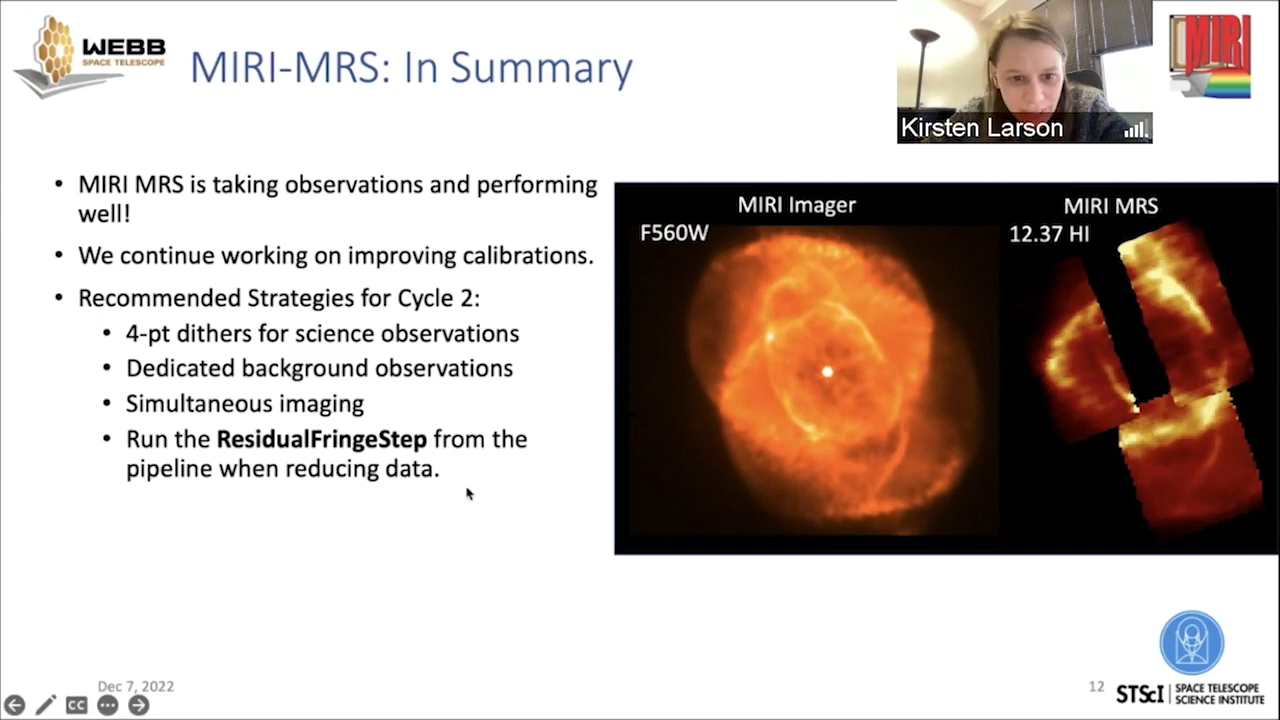 WEBB
SPACE TELESCOPE
MIRI-MRS: In Summary
Kirsten Larson
MIRI
• MIRI MRS is taking observations and performing
well!
• We continue working on improving calibrations.
• Recommended Strategies for Cycle 2:
• 4-pt dithers for science observations
• Dedicated background observations
• Simultaneous imaging
• Run the ResidualFringeStep from the
pipeline when reducing data.
MIRI Imager
F560W
MIRI MRS
12.37 HI
Dec 7, 2022
CC
12
STScI | SPACE TELESCOPE
SCIENCE INSTITUTE